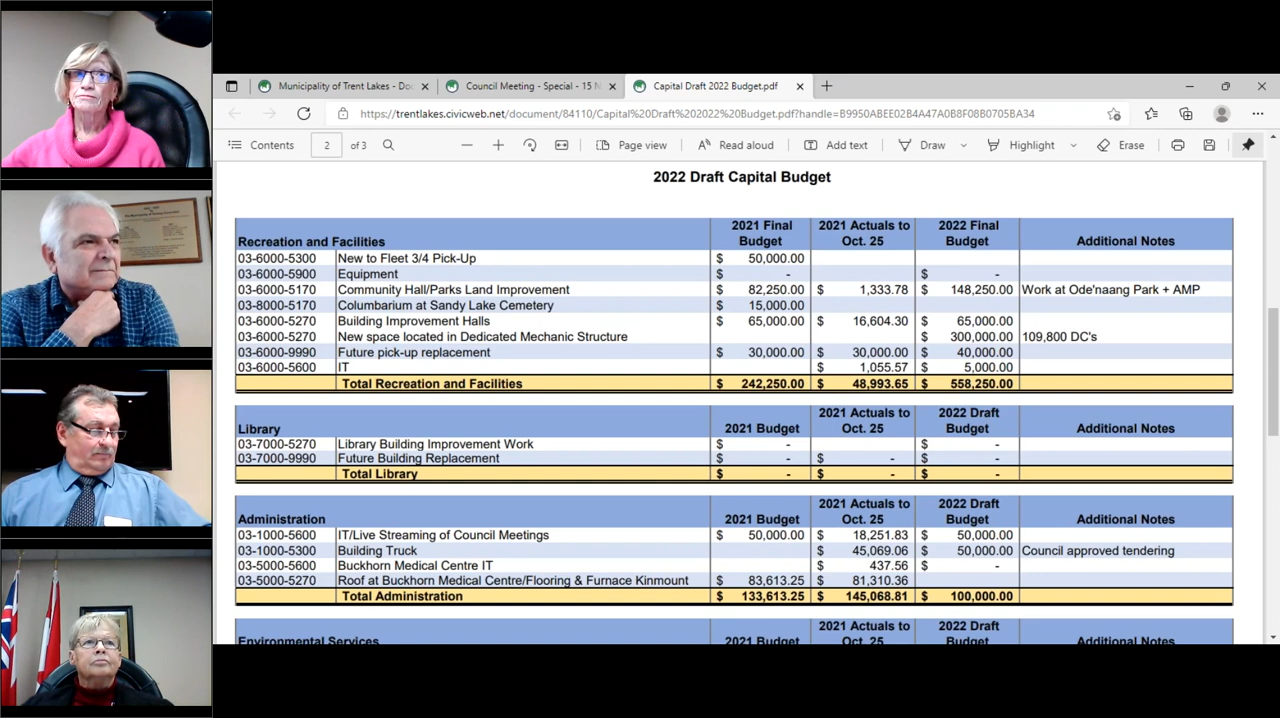 Municipality of Trent Lakes - Doc
Council Meeting - Special - 15 N
Capital Draft 2022 Budget.pdf
https://trentlakes.civicweb.net/document/84110/Capital%20Draft%202022%20Budget.pdf?handle=B9950ABEE02B4A47A0B8F08B0705BA34
Contents 2 of 3 Page view Read aloud Add text Draw Highlight Erase
2022 Draft Capital Budget
Recreation and Facilities 2021 Final Budget 2021 Actuals to Oct. 25 2022 Final Budget Additional Notes
03-6000-5300 New to Fleet 3/4 Pick-Up $ 50,000.00
03-6000-5900 Equipment $ - $ -
03-6000-5170 Community Hall/Parks Land Improvement $ 82,250.00 $ 1,333.78 $ 148,250.00 Work at Ode'naang Park + AMP
03-8000-5170 Columbarium at Sandy Lake Cemetery $ 15,000.00
03-6000-5270 Building Improvement Halls $ 65,000.00 $ 16,604.30 $ 65,000.00
03-6000-5270 New space located in Dedicated Mechanic Structure $ 300,000.00 109,800 DC's
03-6000-9990 Future pick-up replacement $ 30,000.00 $ 30,000.00 $ 40,000.00
03-6000-5600 IT $ 1,055.57 $ 5,000.00
Total Recreation and Facilities $ 242,250.00 $ 48,993.65 $ 558,250.00
Library 2021 Budget 2021 Actuals to Oct. 25 2022 Draft Budget Additional Notes
03-7000-5270 Library Building Improvement Work $ - $ -
03-7000-9990 Future Building Replacement $ - $ - $ -
Total Library $ - $ - $ -
Administration 2021 Budget 2021 Actuals to Oct. 25 2022 Draft Budget Additional Notes
03-1000-5600 IT/Live Streaming of Council Meetings $ 50,000.00 $ 18,251.83 $ 50,000.00
03-1000-5300 Building Truck $ 45,069.06 $ 50,000.00 Council approved tendering
03-5000-5600 Buckhorn Medical Centre IT $ 437.56 $ -
03-5000-5270 Roof at Buckhorn Medical Centre/Flooring & Furnace Kinmount $ 83,613.25 $ 81,310.36
Total Administration $ 133,613.25 $ 145,068.81 $ 100,000.00
Environmental Services 2021 Budget 2021 Actuals to Oct. 25 2022 Draft Budget Additional Notes